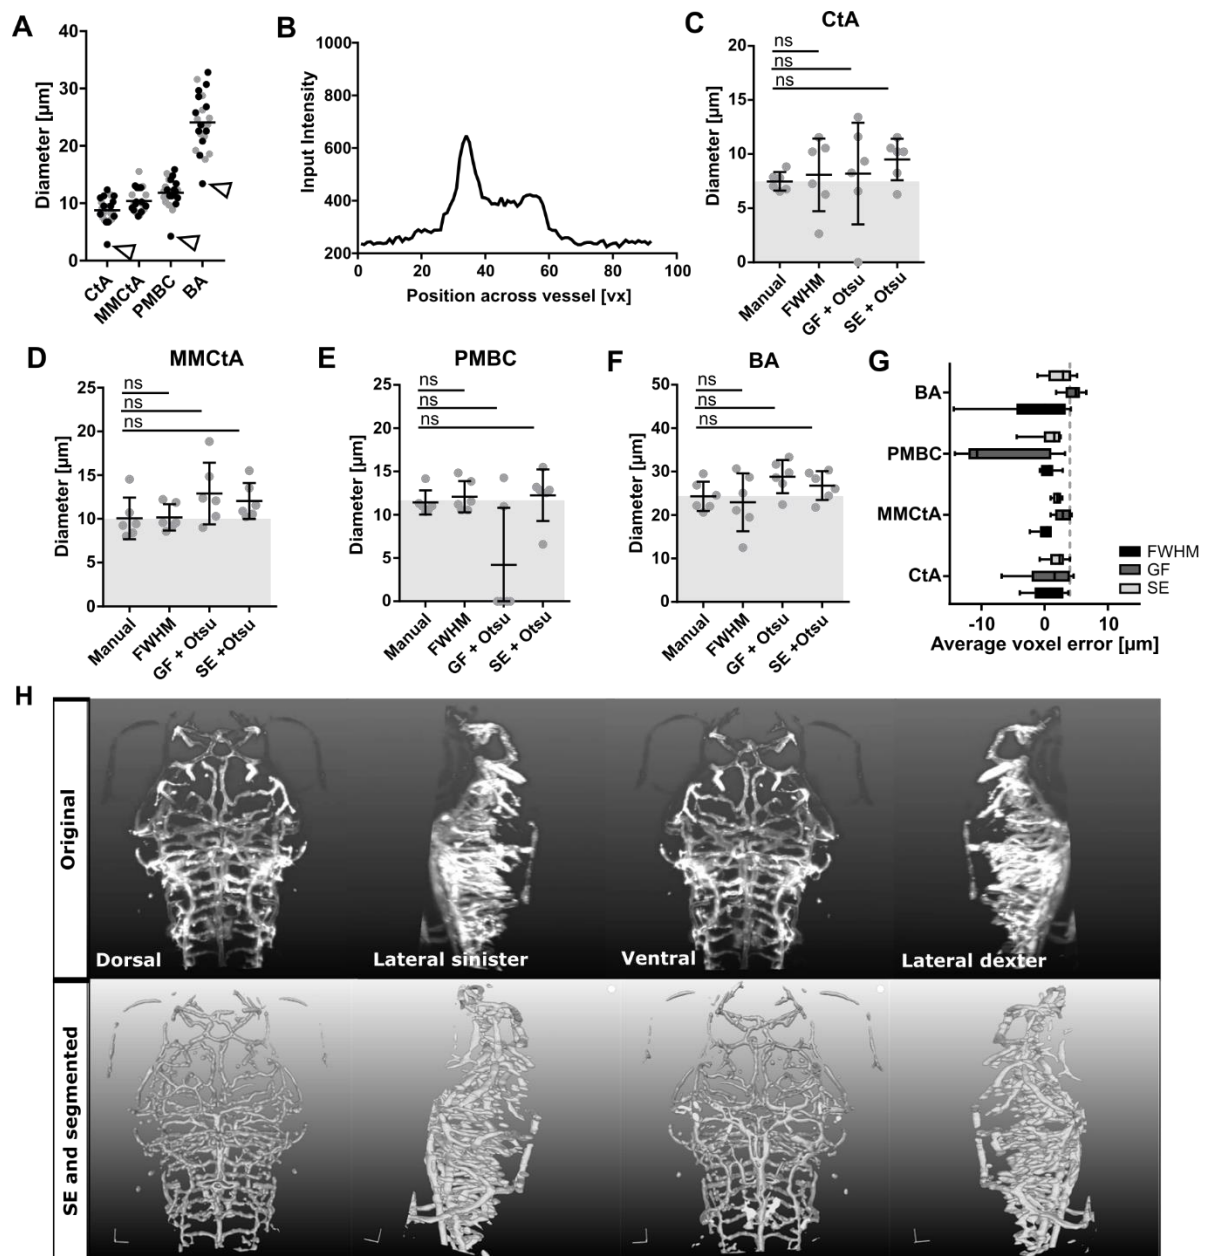 A
Diameter [µm]
40
30
20
10
0
CtA
MMCtA
PMBC
BA
B
Input Intensity
1000
800
600
400
200
0
20
40
60
80
100
Position across vessel [vx]
C
CtA
Diameter [µm]
20
15
10
5
0
ns
ns
ns
Manual
FWHM
GF + Otsu
SE + Otsu
D
MMCtA
Diameter [µm]
25
20
15
10
5
0
ns
ns
ns
Manual
FWHM
GF + Otsu
SE +Otsu
E
PMBC
Diameter [µm]
25
20
15
10
5
0
ns
ns
ns
Manual
FWHM
GF + Otsu
SE + Otsu
F
BA
Diameter [µm]
50
40
30
20
10
0
ns
ns
ns
Manual
FWHM
GF + Otsu
SE + Otsu
G
BA
PMBC
MMCtA
CtA
FWHM
GF
SE
-10
0
10
Average voxel error [µm]
H
Original
Dorsal
Lateral sinister
Ventral
Lateral dexter
SE and segmented